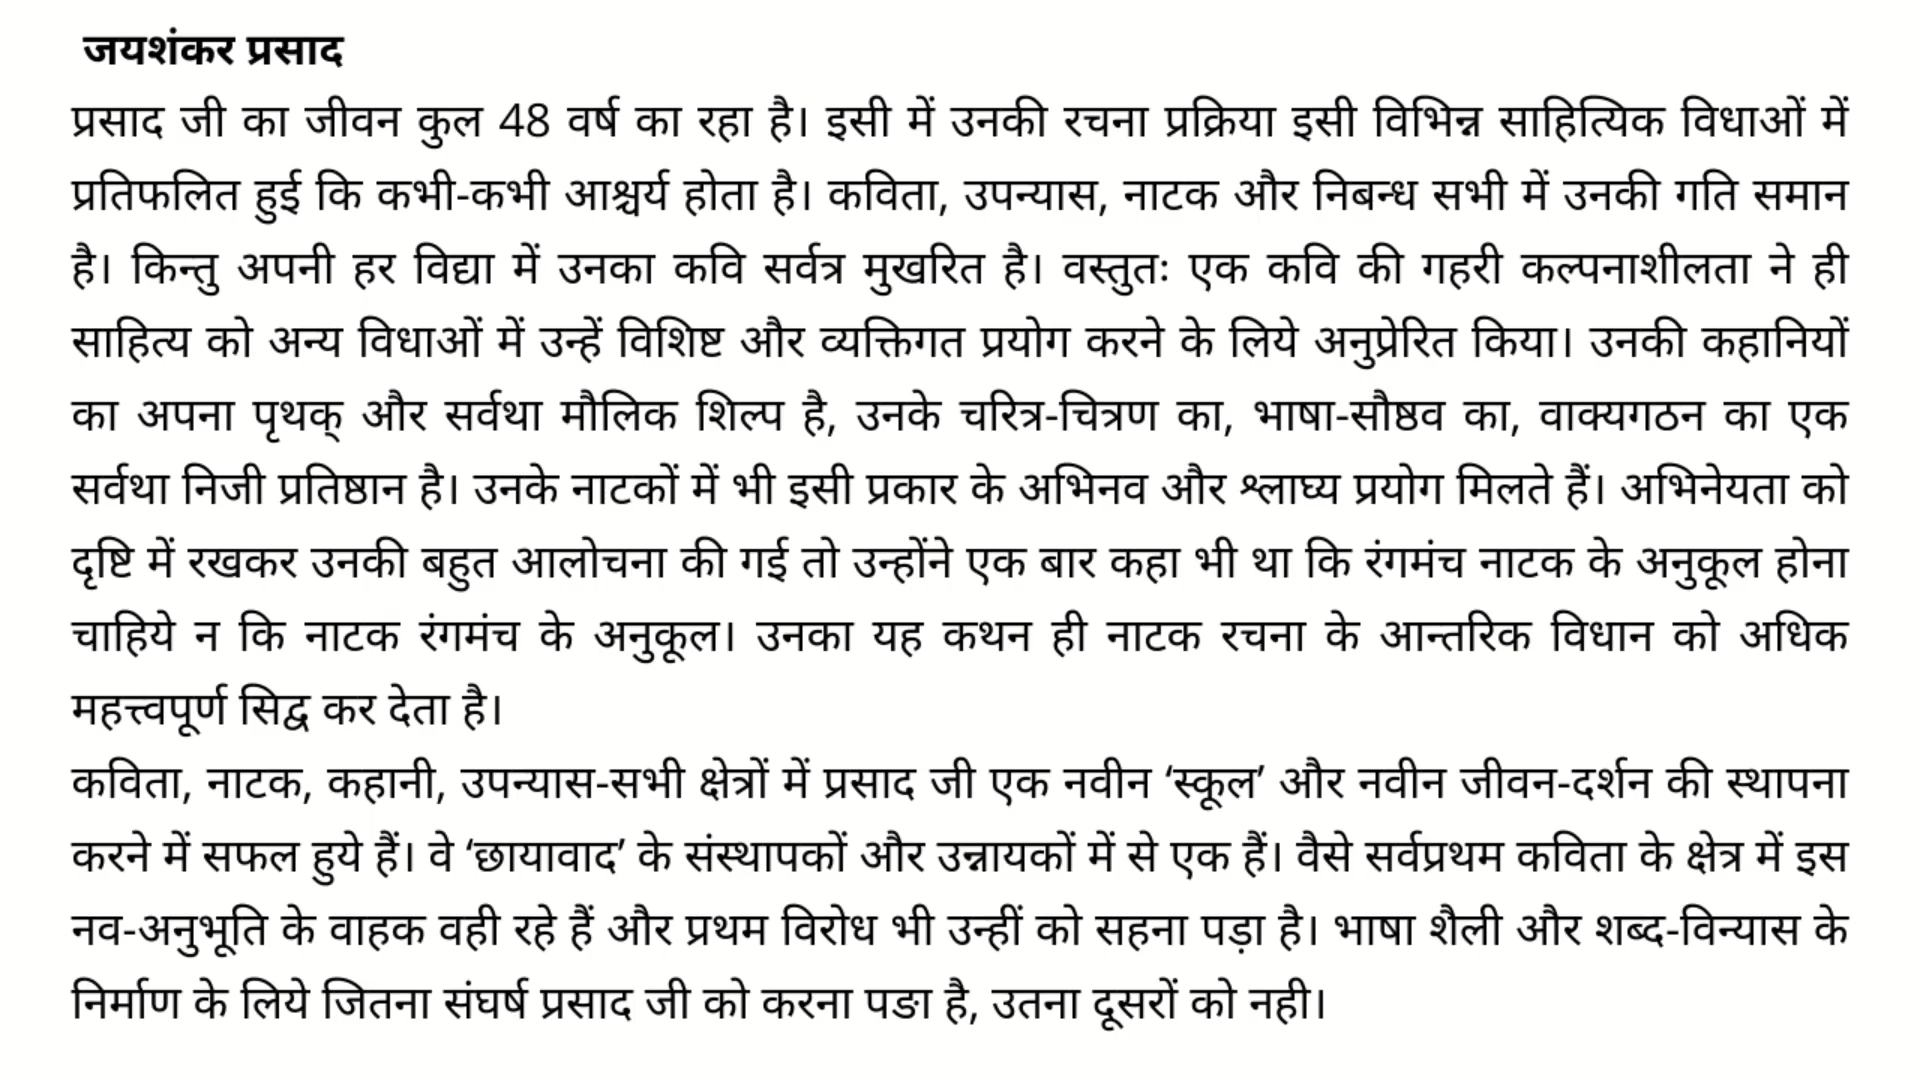 जयशंकर प्रसाद
प्रसाद जी का जीवन कुल 48 वर्ष का रहा है। इसी में उनकी रचना प्रक्रिया इसी विभिन्न साहित्यिक विधाओं में
प्रतिफलित हुई कि कभी-कभी आश्चर्य होता है। कविता, उपन्यास, नाटक और निबन्ध सभी में उनकी गति समान
है। किन्तु अपनी हर विद्या में उनका कवि सर्वत्र मुखरित है। वस्तुतः एक कवि की गहरी कल्पनाशीलता ने ही
साहित्य को अन्य विधाओं में उन्हें विशिष्ट और व्यक्तिगत प्रयोग करने के लिये अनुप्रेरित किया। उनकी कहानियों
का अपना पृथक् और सर्वथा मौलिक शिल्प है, उनके चरित्र-चित्रण का, भाषा-सौष्ठव का, वाक्यगठन का एक
सर्वथा निजी प्रतिष्ठान है। उनके नाटकों में भी इसी प्रकार के अभिनव और श्लाघ्य प्रयोग मिलते हैं। अभिनेयता को
दृष्टि में रखकर उनकी बहुत आलोचना की गई तो उन्होंने एक बार कहा भी था कि रंगमंच नाटक के अनुकूल होना
चाहिये न कि नाटक रंगमंच के अनुकूल। उनका यह कथन ही नाटक रचना के आन्तरिक विधान को अधिक
महत्त्वपूर्ण सिद्व कर देता है।
कविता, नाटक, कहानी, उपन्यास-सभी क्षेत्रों में प्रसाद जी एक नवीन ‘स्कूल’ और नवीन जीवन-दर्शन की स्थापना
करने में सफल हुये हैं। वे ‘छायावाद’ के संस्थापकों और उन्नायकों में से एक हैं। वैसे सर्वप्रथम कविता के क्षेत्र में इस
नव-अनुभूति के वाहक वही रहे हैं और प्रथम विरोध भी उन्हीं को सहना पड़ा है। भाषा शैली और शब्द-विन्यास के
निर्माण के लिये जितना संघर्ष प्रसाद जी को करना पङा है, उतना दूसरों को नही।